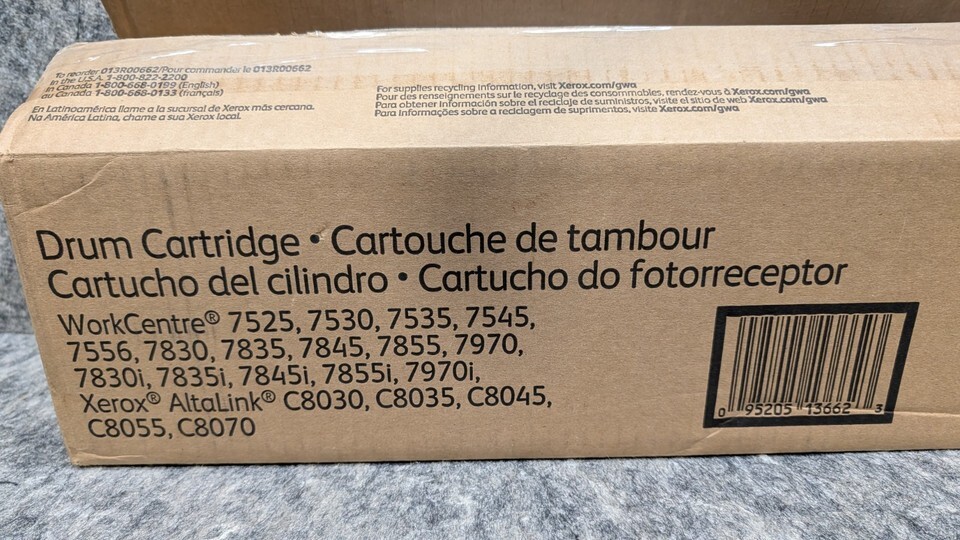 To reorder 013R00662/Pour commander le 013R00662
In the U.S.A. 1-800-822-2200
In Canada 1-800-668-0199 (English)
au Canada 1-800-668-0133 (français)
En Latinoamérica llame a la sucursal de Xerox más cercana.
Na América Latina, chame a sua Xerox local.
For supplies recycling information, visit Xerox.com/gwa
Pour des renseignements sur le recyclage des consommables, rendez-vous à Xerox.com/gwa
Para obtener información sobre el reciclaje de suministros, visite el sitio de web Xerox.com/gwa
Para informações sobre a reciclagem de suprimentos, visite Xerox.com/gwa
Drum Cartridge • Cartouche de tambour
Cartucho del cilindro • Cartucho do fotorreceptor
WorkCentre® 7525, 7530, 7535, 7545,
7556, 7830, 7835, 7845, 7855, 7970,
7830i, 7835i, 7845i, 7855i, 7970i,
Xerox® AltaLink® C8030, C8035, C8045,
C8055, C8070
0 95205 13662 3